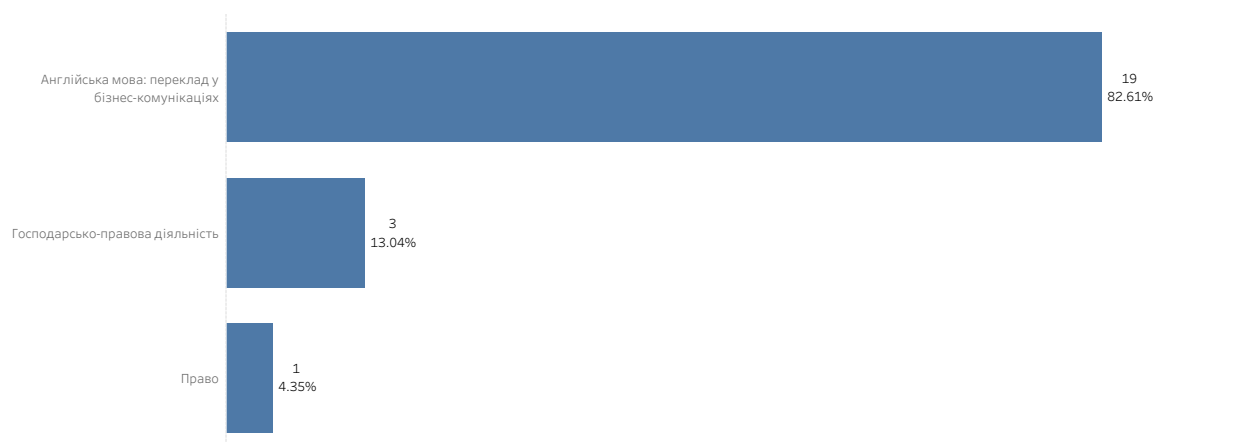 Англійська мова: переклад у
бізнес-комунікаціях
19
82.61%
Господарсько-правова діяльність
3
13.04%
Право
1
4.35%